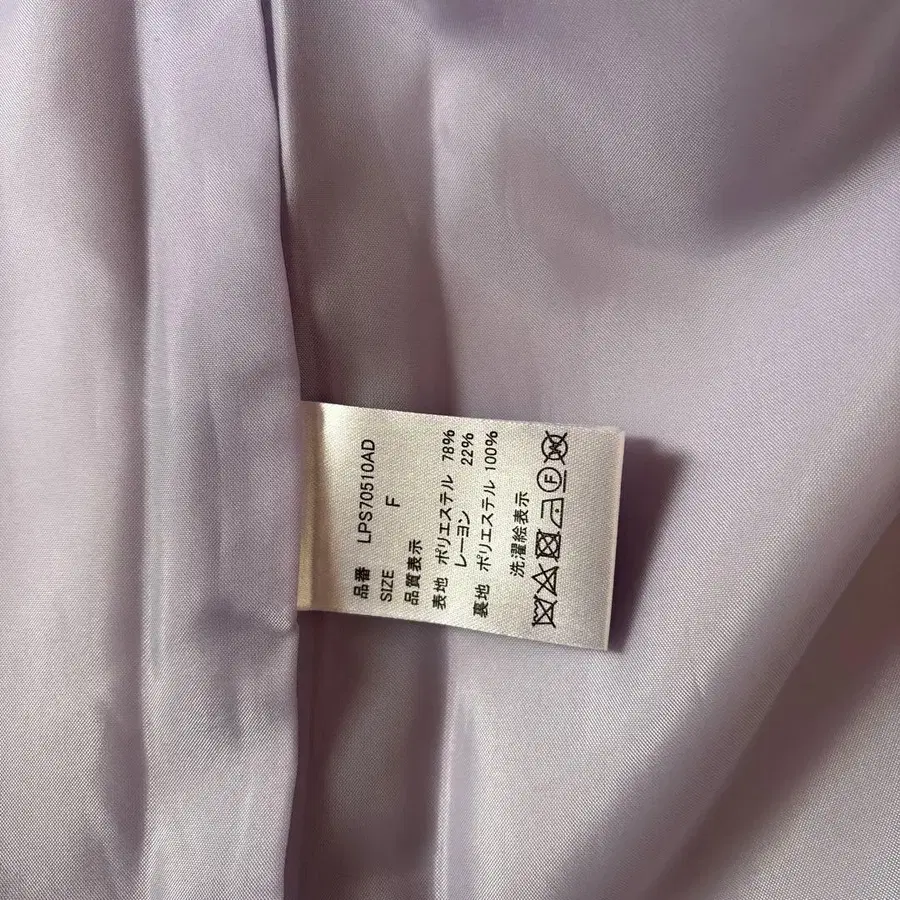 品番 LPS70510AD
SIZE F
品質表示
表地 ポリエステル 78%
レーヨン 22%
裏地 ポリエステル 100%
洗濯絵表示
F W